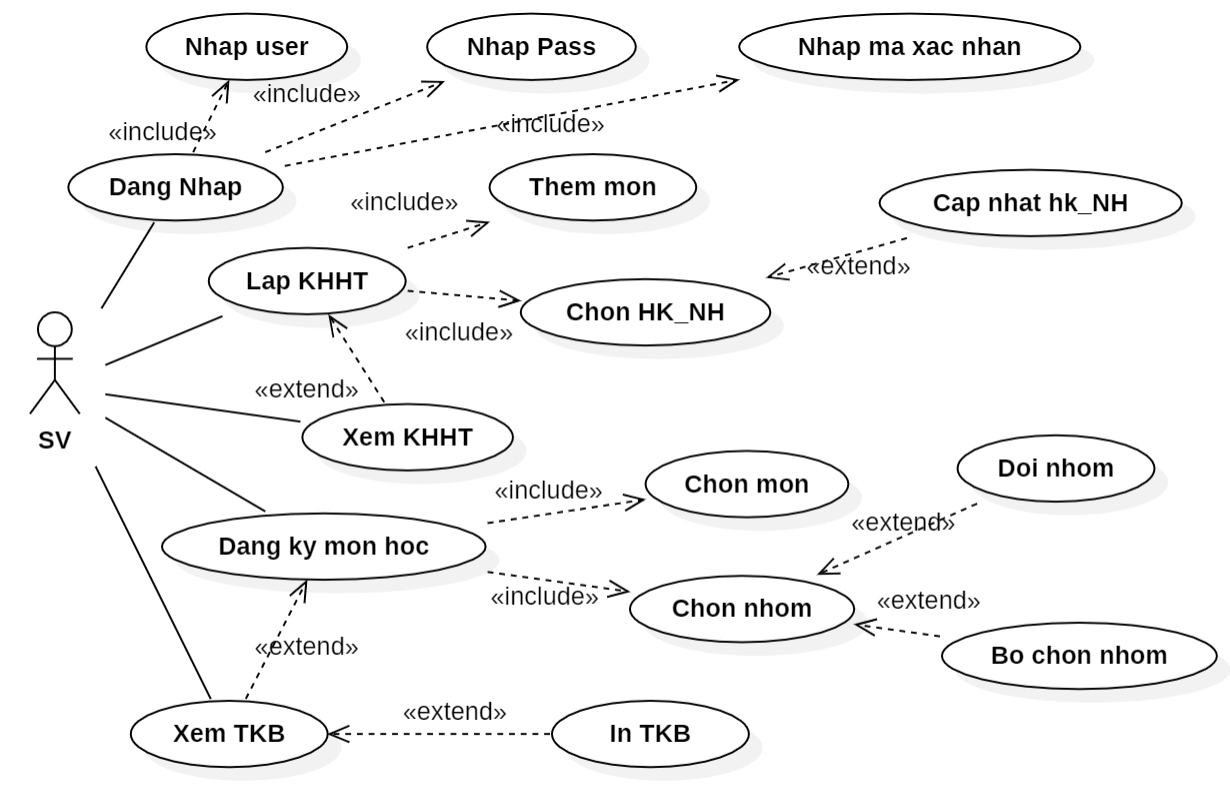 Nhap user
Nhap Pass
Nhap ma xac nhan
«include»
«include»
«include»
Dang Nhap
Them mon
Cap nhat hk_NH
«include»
«extend»
Lap KHHT
Chon HK_NH
«include»
«extend»
SV
Xem KHHT
Doi nhom
Chon mon
«include»
«extend»
Dang ky mon hoc
«include»
«extend»
Chon nhom
«extend»
Bo chon nhom
«extend»
Xem TKB
In TKB